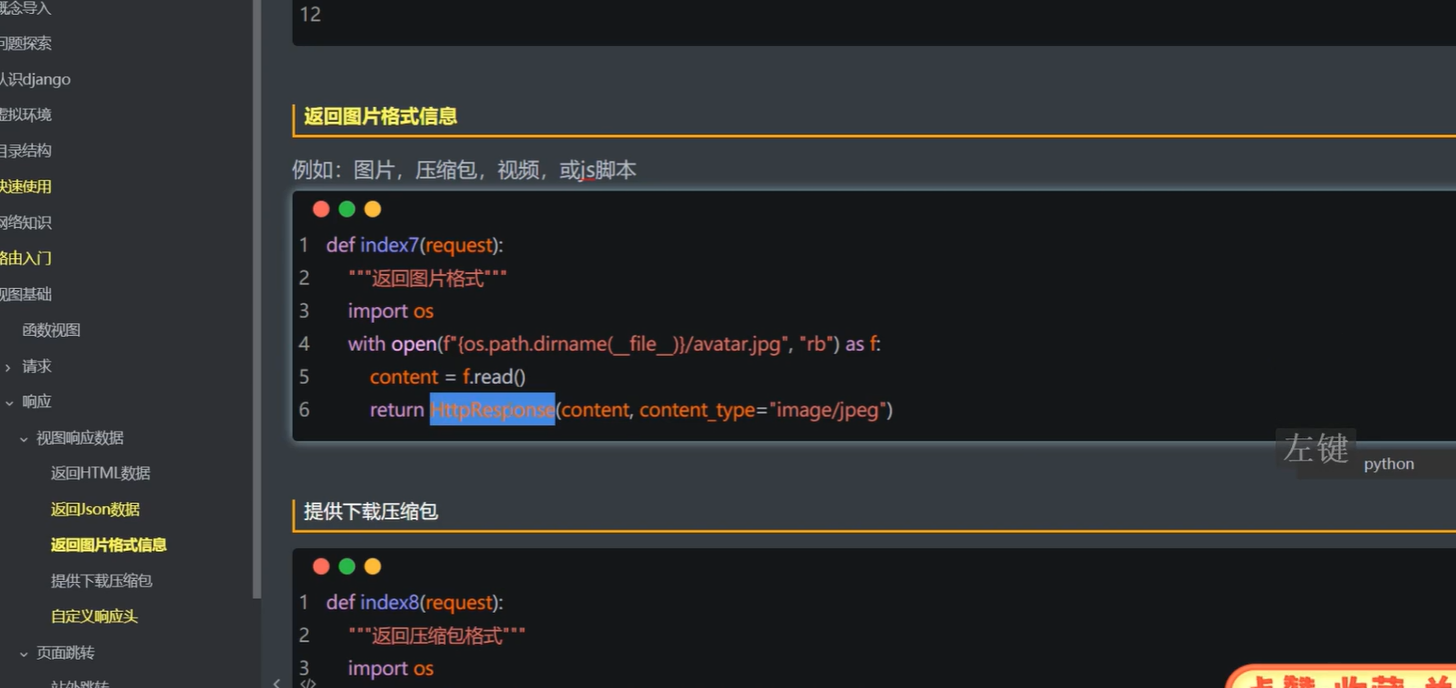 概念导入
问题探索
认识django
虚拟环境
目录结构
快速使用
网络知识
路由入门
视图基础
函数视图
请求
响应
视图响应数据
返回HTML数据
返回Json数据
返回图片格式信息
提供下载压缩包
自定义响应头
页面跳转
站外跳转
12
返回图片格式信息
例如：图片，压缩包，视频，或js脚本
1 def index7(request):
2 """返回图片格式"""
3 import os
4 with open(f"{os.path.dirname(__file__)}/avatar.jpg", "rb") as f:
5 content = f.read()
6 return HttpResponse(content, content_type="image/jpeg")
左键
python
提供下载压缩包
1 def index8(request):
2 """返回压缩包格式"""
3 import os